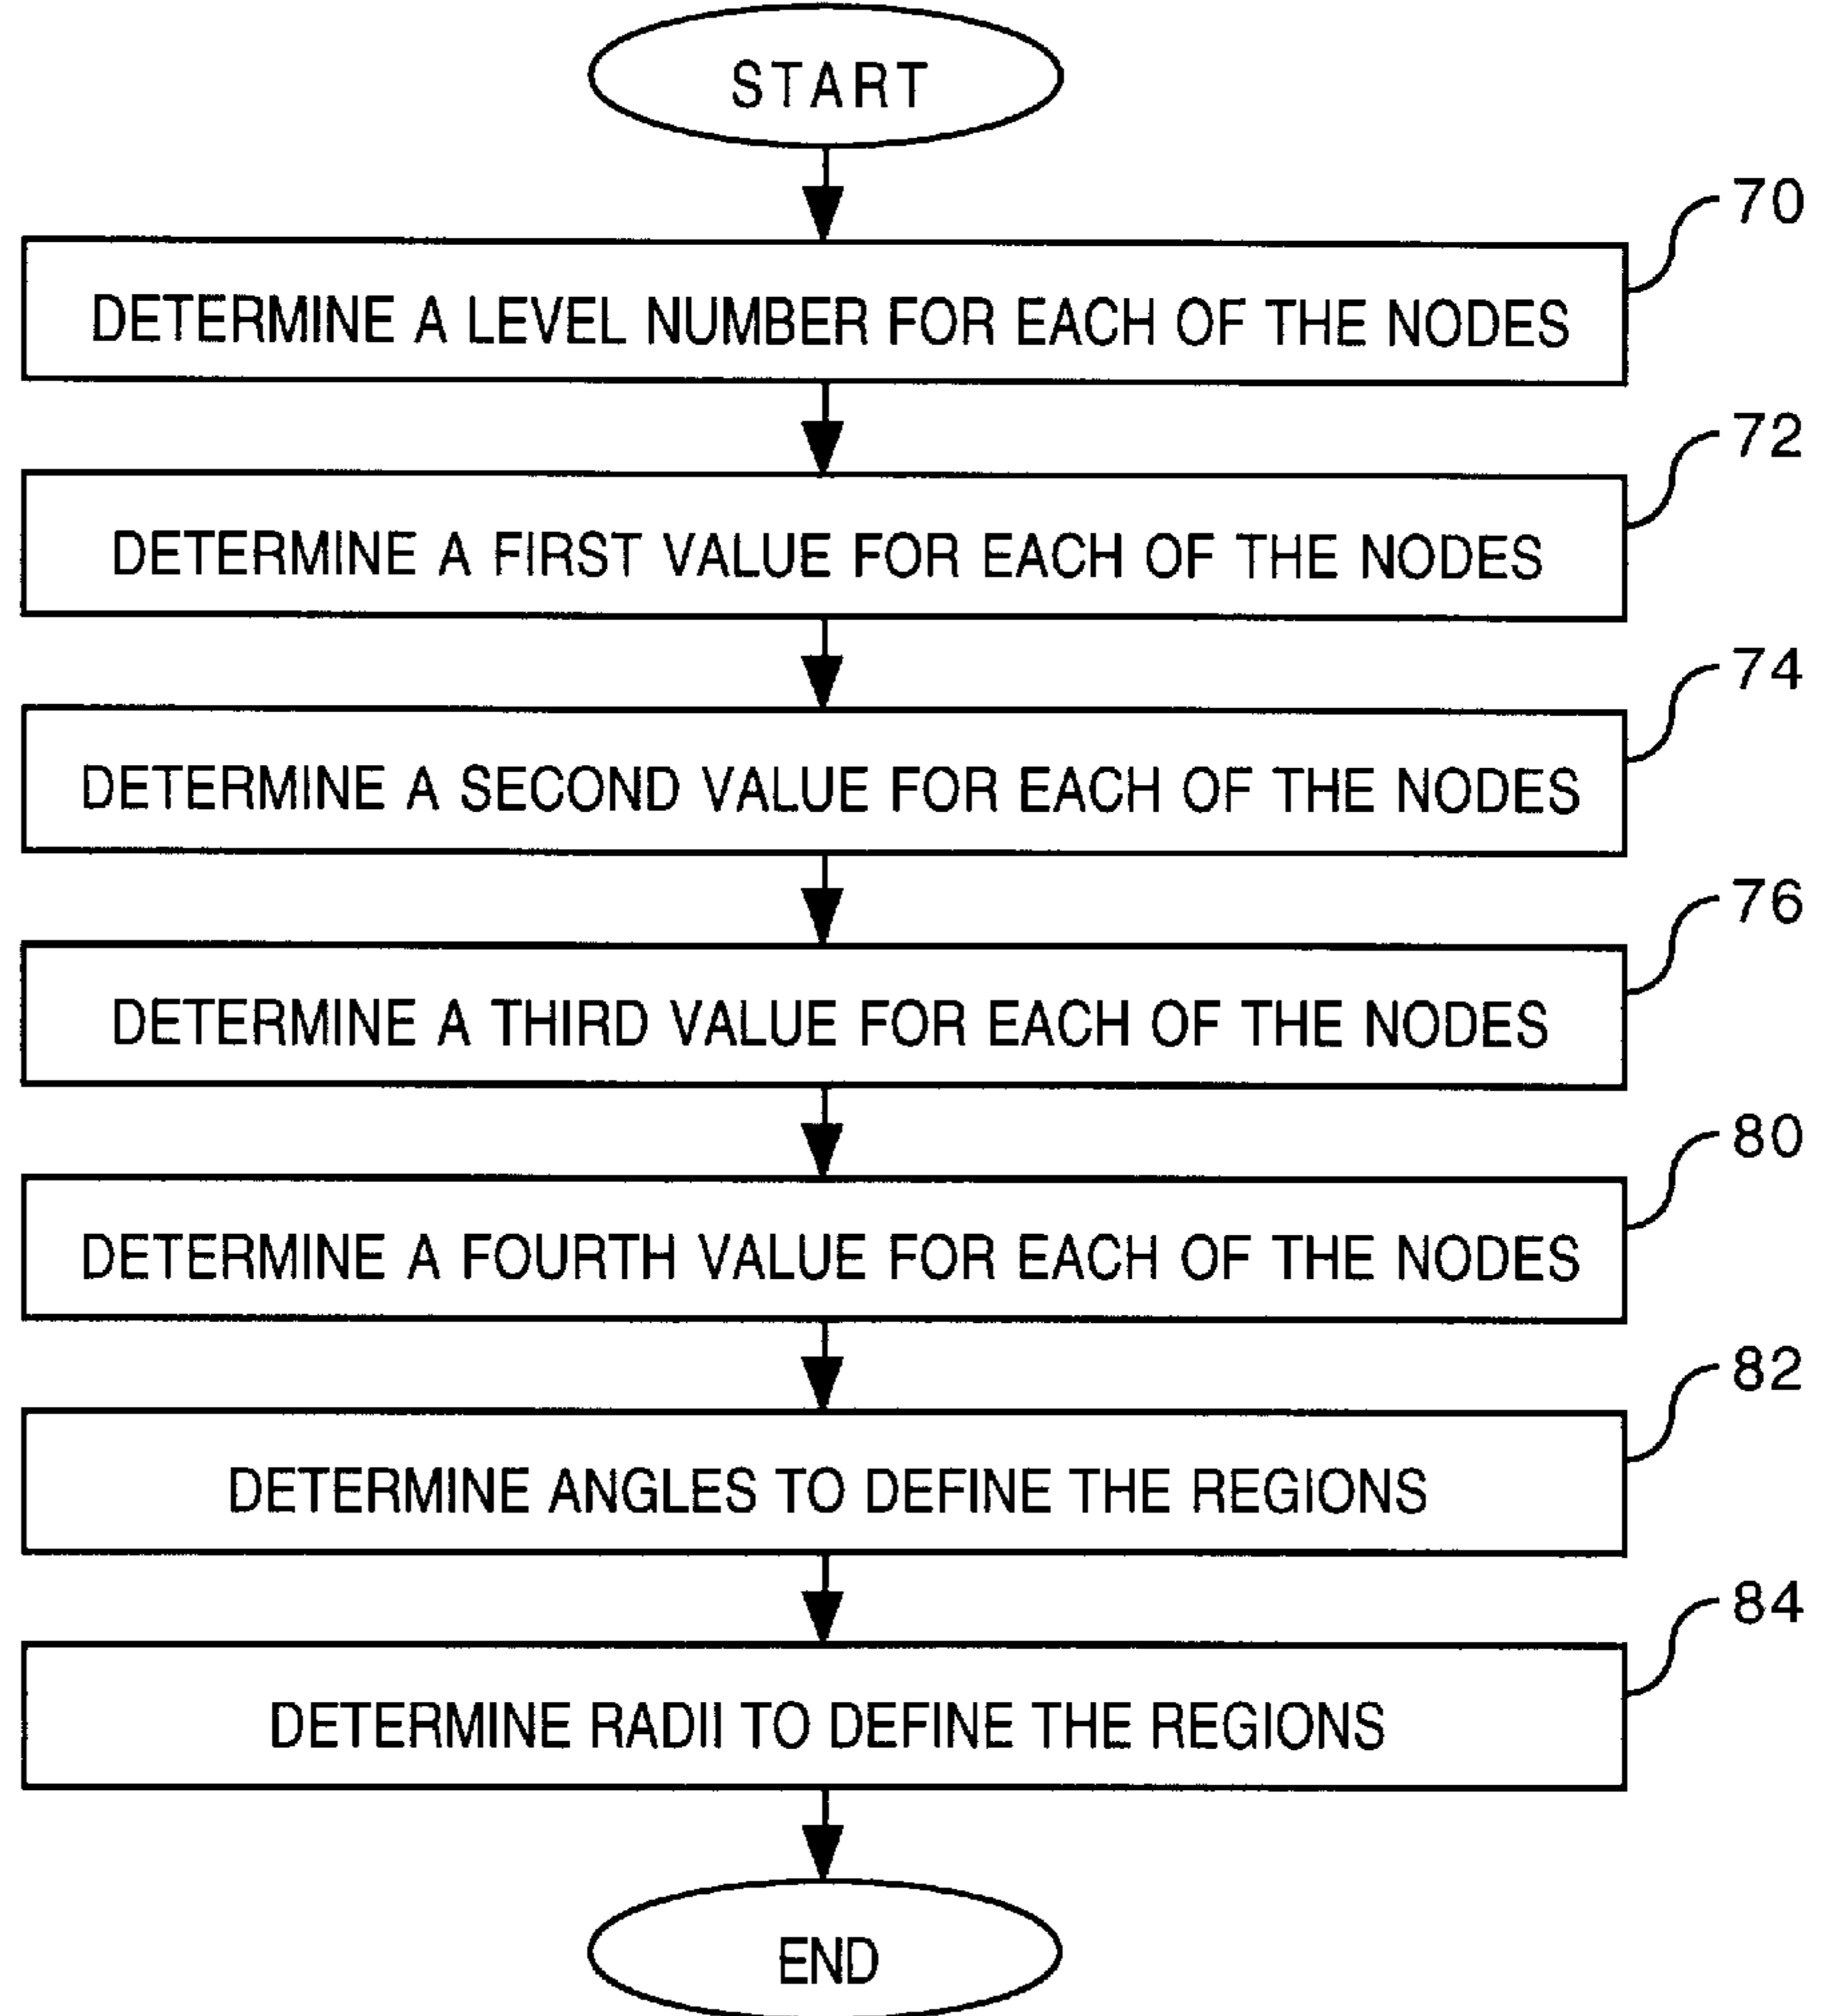 START
70
DETERMINE A LEVEL NUMBER FOR EACH OF THE NODES
72
DETERMINE A FIRST VALUE FOR EACH OF THE NODES
74
DETERMINE A SECOND VALUE FOR EACH OF THE NODES
76
DETERMINE A THIRD VALUE FOR EACH OF THE NODES
80
DETERMINE A FOURTH VALUE FOR EACH OF THE NODES
82
DETERMINE ANGLES TO DEFINE THE REGIONS
84
DETERMINE RADII TO DEFINE THE REGIONS
END